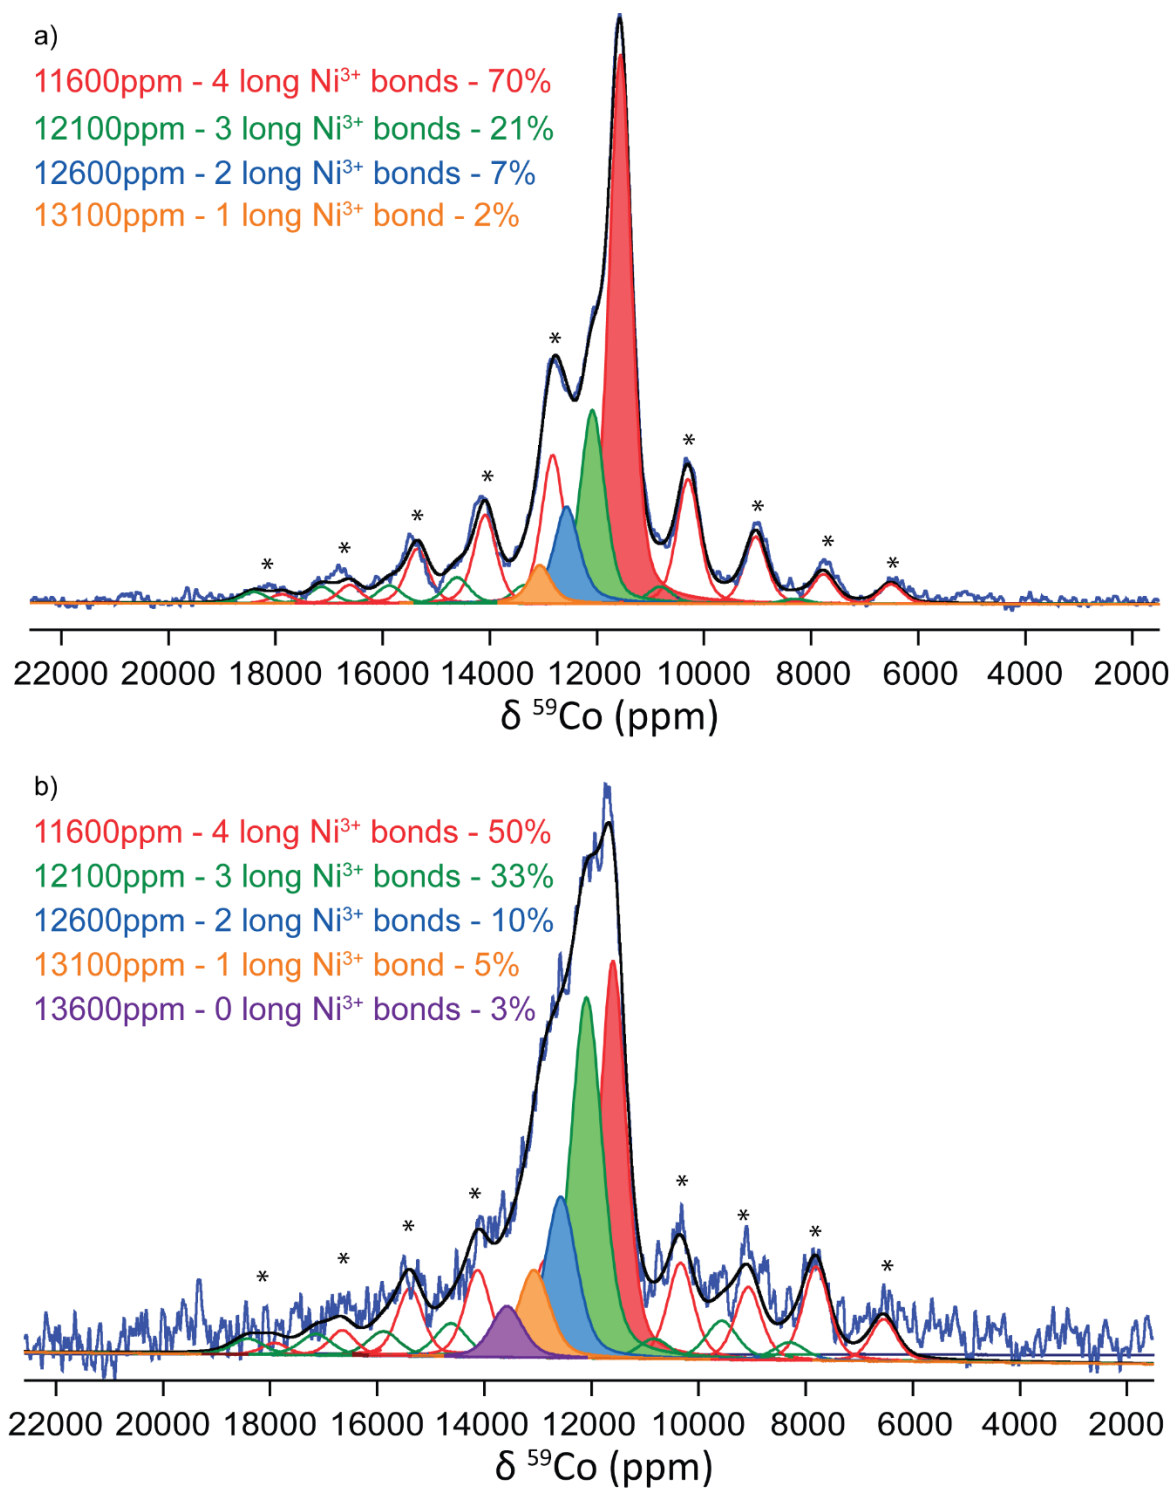 a)
11600ppm - 4 long Ni³⁺ bonds - 70%
12100ppm - 3 long Ni³⁺ bonds - 21%
12600ppm - 2 long Ni³⁺ bonds - 7%
13100ppm - 1 long Ni³⁺ bond - 2%
* * * * * * * * *
22000 20000 18000 16000 14000 12000 10000 8000 6000 4000 2000
δ ⁵⁹Co (ppm)
b)
11600ppm - 4 long Ni³⁺ bonds - 50%
12100ppm - 3 long Ni³⁺ bonds - 33%
12600ppm - 2 long Ni³⁺ bonds - 10%
13100ppm - 1 long Ni³⁺ bond - 5%
13600ppm - 0 long Ni³⁺ bonds - 3%
* * * * * * * *
22000 20000 18000 16000 14000 12000 10000 8000 6000 4000 2000
δ ⁵⁹Co (ppm)